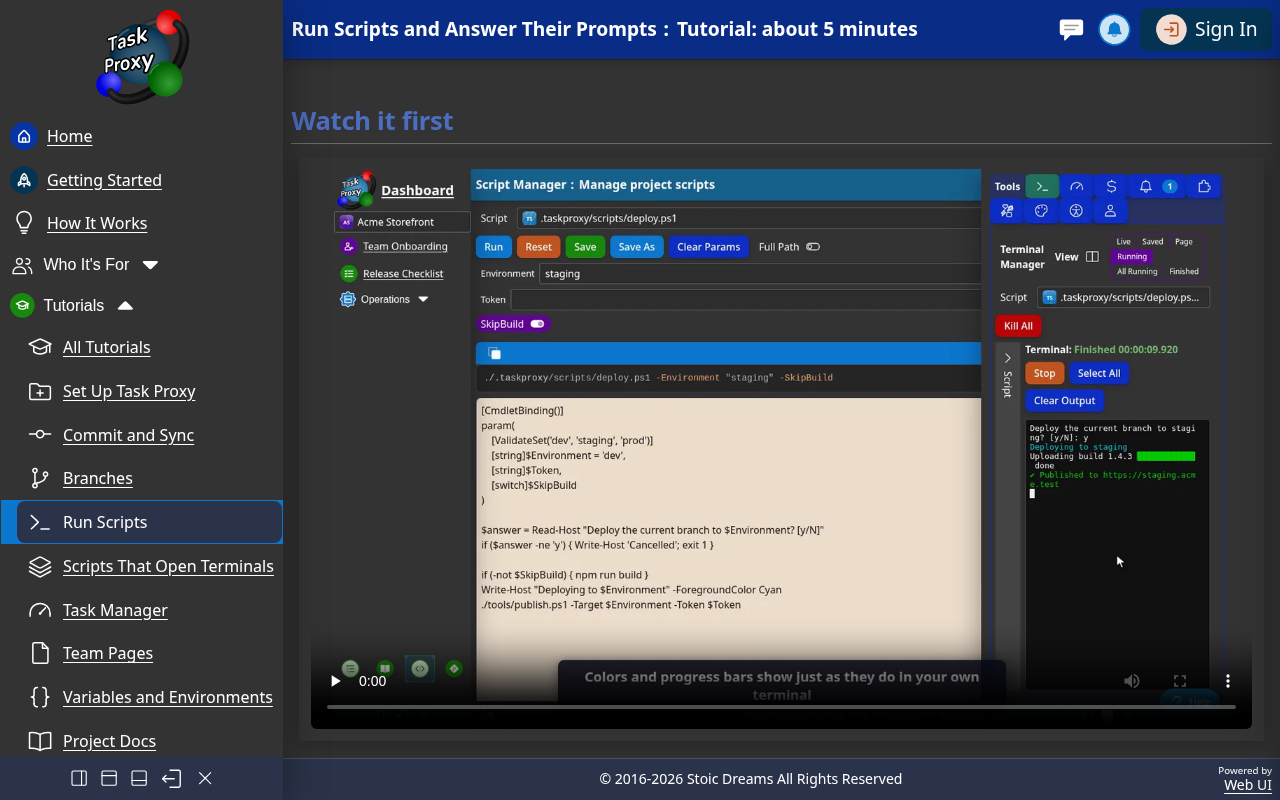 Task
Proxy
Run Scripts and Answer Their Prompts : Tutorial: about 5 minutes
Sign In
Home
Getting Started
How It Works
Who It's For
Tutorials
All Tutorials
Set Up Task Proxy
Commit and Sync
Branches
Run Scripts
Scripts That Open Terminals
Task Manager
Team Pages
Variables and Environments
Project Docs
Watch it first
Task
Proxy
Dashboard
AS Acme Storefront
Team Onboarding
Release Checklist
Operations
Script Manager : Manage project scripts
Script
.taskproxy/scripts/deploy.ps1
Run
Reset
Save
Save As
Clear Params
Full Path
Environment
staging
Token
SkipBuild
./.taskproxy/scripts/deploy.ps1 -Environment "staging" -SkipBuild
[CmdletBinding()]
param(
[ValidateSet('dev', 'staging', 'prod')]
[string]$Environment = 'dev',
[string]$Token,
[switch]$SkipBuild
)
$answer = Read-Host "Deploy the current branch to $Environment? [y/N]"
if ($answer -ne 'y') { Write-Host 'Cancelled'; exit 1 }
if (-not $SkipBuild) { npm run build }
Write-Host "Deploying to $Environment" -ForegroundColor Cyan
./tools/publish.ps1 -Target $Environment -Token $Token
Tools
1
Terminal
Manager
View
Live Saved Page
Running
All Running Finished
Script
.taskproxy/scripts/deploy.ps...
Kill All
Script
Terminal: Finished 00:00:09.920
Stop
Select All
Clear Output
Deploy the current branch to stagi
ng? [y/N]: y
Deploying to staging
Uploading build 1.4.3
done
✓ Published to https://staging.acm
e.test
Colors and progress bars show just as they do in your own
terminal
0:00
Help
© 2016-2026 Stoic Dreams All Rights Reserved
Powered by
Web UI